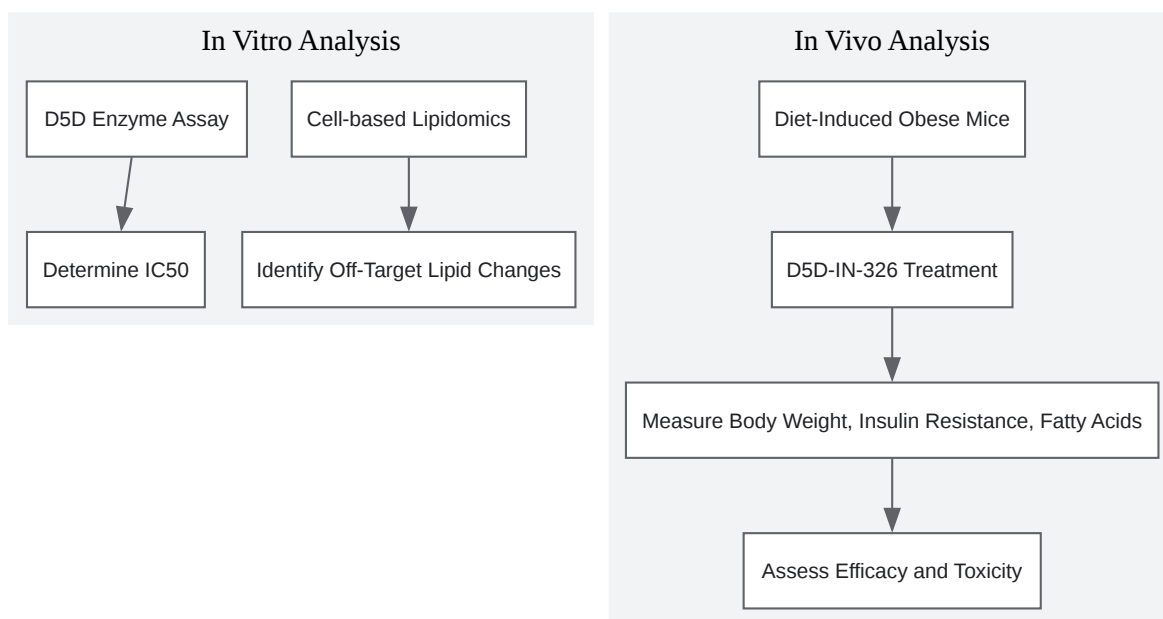 In Vitro Analysis
D5D Enzyme Assay
Cell-based Lipidomics
Determine IC50
Identify Off-Target Lipid Changes
In Vivo Analysis
Diet-Induced Obese Mice
D5D-IN-326 Treatment
Measure Body Weight, Insulin Resistance, Fatty Acids
Assess Efficacy and Toxicity